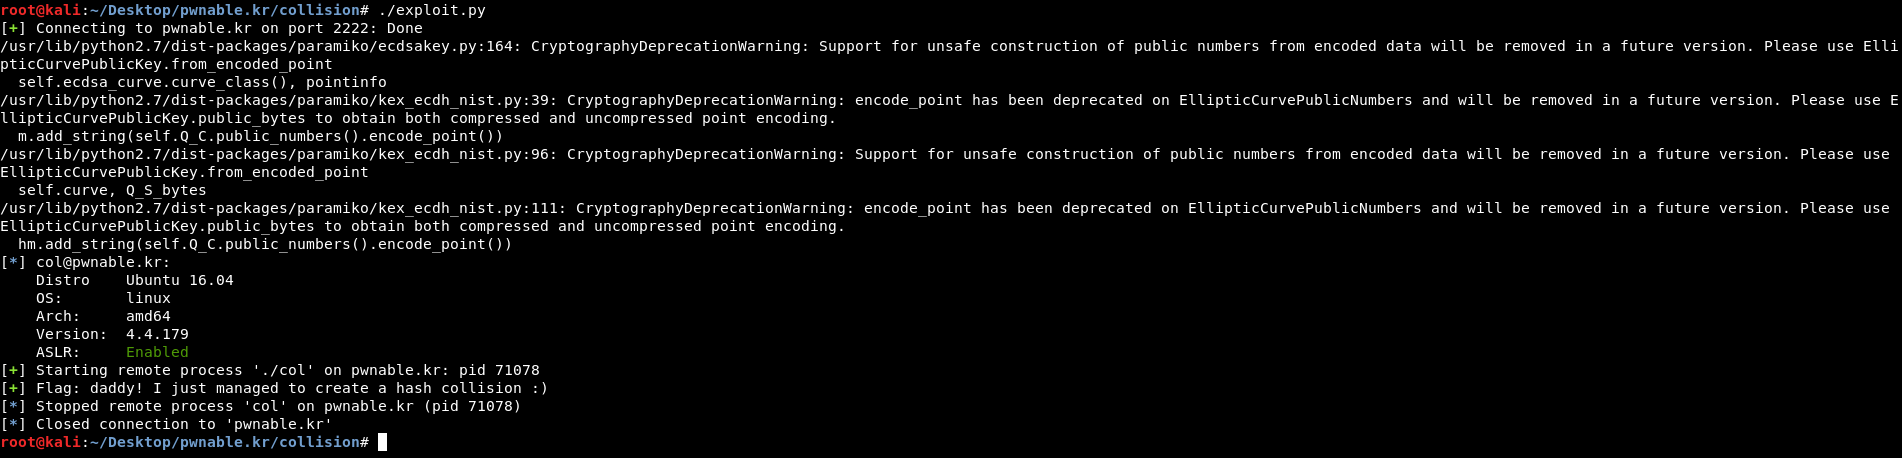 root@kali:~/Desktop/pwnable.kr/collision# ./exploit.py
[+] Connecting to pwnable.kr on port 2222: Done
/usr/lib/python2.7/dist-packages/paramiko/ecdsakey.py:164: CryptographyDeprecationWarning: Support for unsafe construction of public numbers from encoded data will be removed in a future version. Please use Elli
pticCurvePublicKey.from_encoded_point
  self.ecdsa_curve.curve_class(), pointinfo
/usr/lib/python2.7/dist-packages/paramiko/kex_ecdh_nist.py:39: CryptographyDeprecationWarning: encode_point has been deprecated on EllipticCurvePublicNumbers and will be removed in a future version. Please use E
llipticCurvePublicKey.public_bytes to obtain both compressed and uncompressed point encoding.
  m.add_string(self.Q_C.public_numbers().encode_point())
/usr/lib/python2.7/dist-packages/paramiko/kex_ecdh_nist.py:96: CryptographyDeprecationWarning: Support for unsafe construction of public numbers from encoded data will be removed in a future version. Please use
EllipticCurvePublicKey.from_encoded_point
  self.curve, Q_S_bytes
/usr/lib/python2.7/dist-packages/paramiko/kex_ecdh_nist.py:111: CryptographyDeprecationWarning: encode_point has been deprecated on EllipticCurvePublicNumbers and will be removed in a future version. Please use
EllipticCurvePublicKey.public_bytes to obtain both compressed and uncompressed point encoding.
  hm.add_string(self.Q_C.public_numbers().encode_point())
[*] col@pwnable.kr:
    Distro    Ubuntu 16.04
    OS:       linux
    Arch:     amd64
    Version:  4.4.179
    ASLR:     Enabled
[+] Starting remote process './col' on pwnable.kr: pid 71078
[+] Flag: daddy! I just managed to create a hash collision :)
[*] Stopped remote process 'col' on pwnable.kr (pid 71078)
[*] Closed connection to 'pwnable.kr'
root@kali:~/Desktop/pwnable.kr/collision#